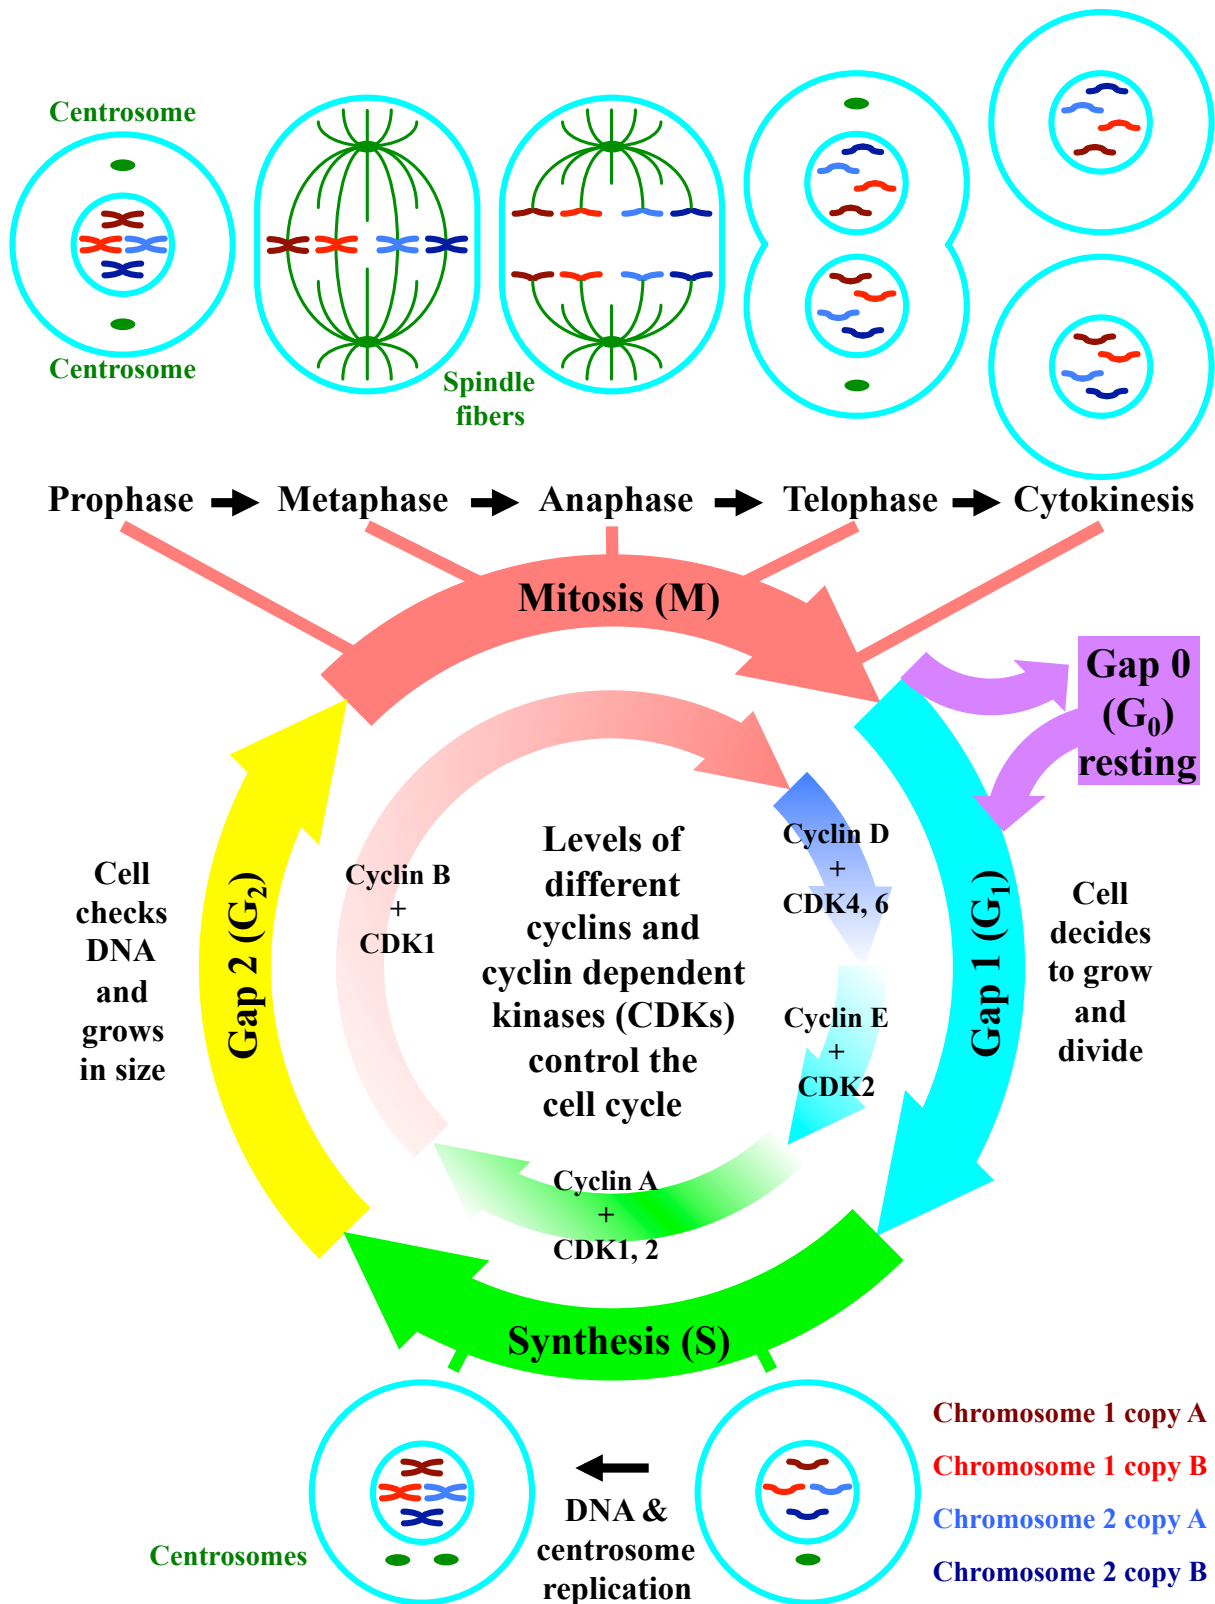 Centrosome
Centrosome
Spindle
fibers
Prophase
Metaphase
Anaphase
Telophase
Cytokinesis
Mitosis (M)
Gap 0
(G₀)
resting
Gap 1 (G₁)
Cell
decides
to grow
and
divide
Cell
checks
DNA
and
grows
in size
Gap 2 (G₂)
Cyclin B
+
CDK1
Levels of
different
cyclins and
cyclin dependent
kinases (CDKs)
control the
cell cycle
Cyclin D
+
CDK4, 6
Cyclin E
+
CDK2
Cyclin A
+
CDK1, 2
Synthesis (S)
Centrosomes
DNA &
centrosome
replication
Chromosome 1 copy A
Chromosome 1 copy B
Chromosome 2 copy A
Chromosome 2 copy B